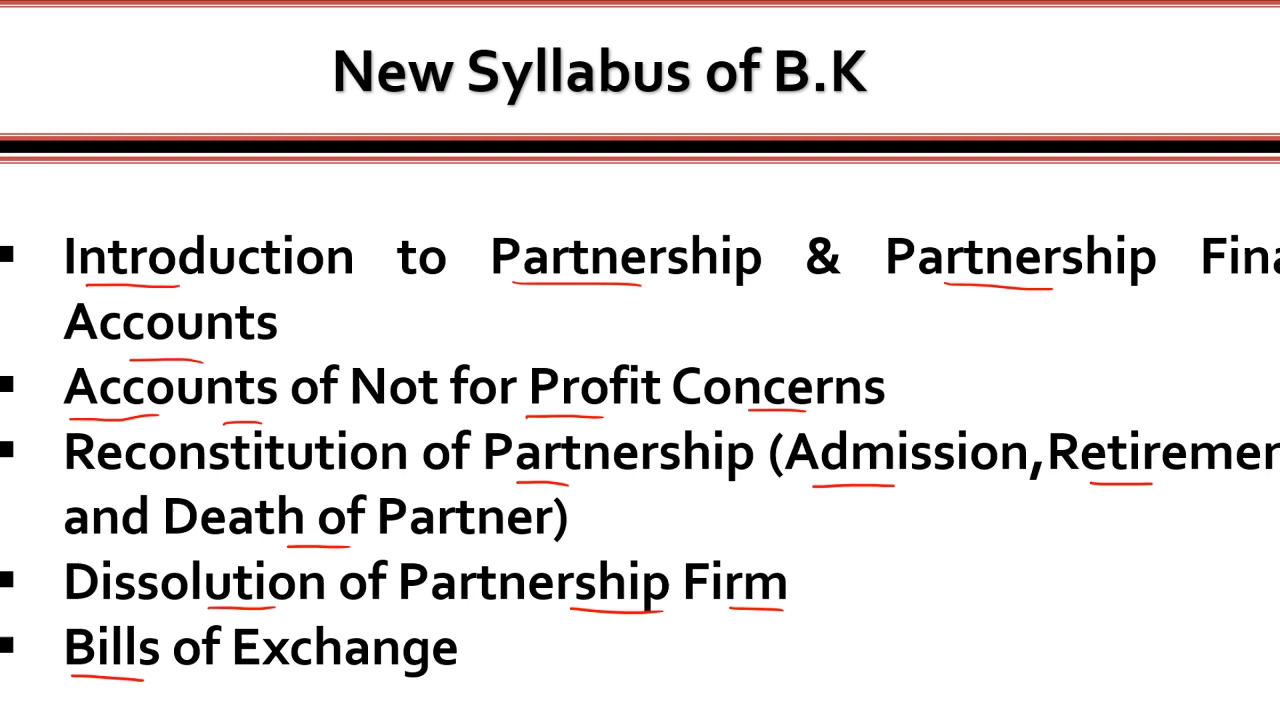 New Syllabus of B.K
▪ Introduction to Partnership & Partnership Fina
Accounts
▪ Accounts of Not for Profit Concerns
▪ Reconstitution of Partnership (Admission,Retiremen
and Death of Partner)
▪ Dissolution of Partnership Firm
▪ Bills of Exchange